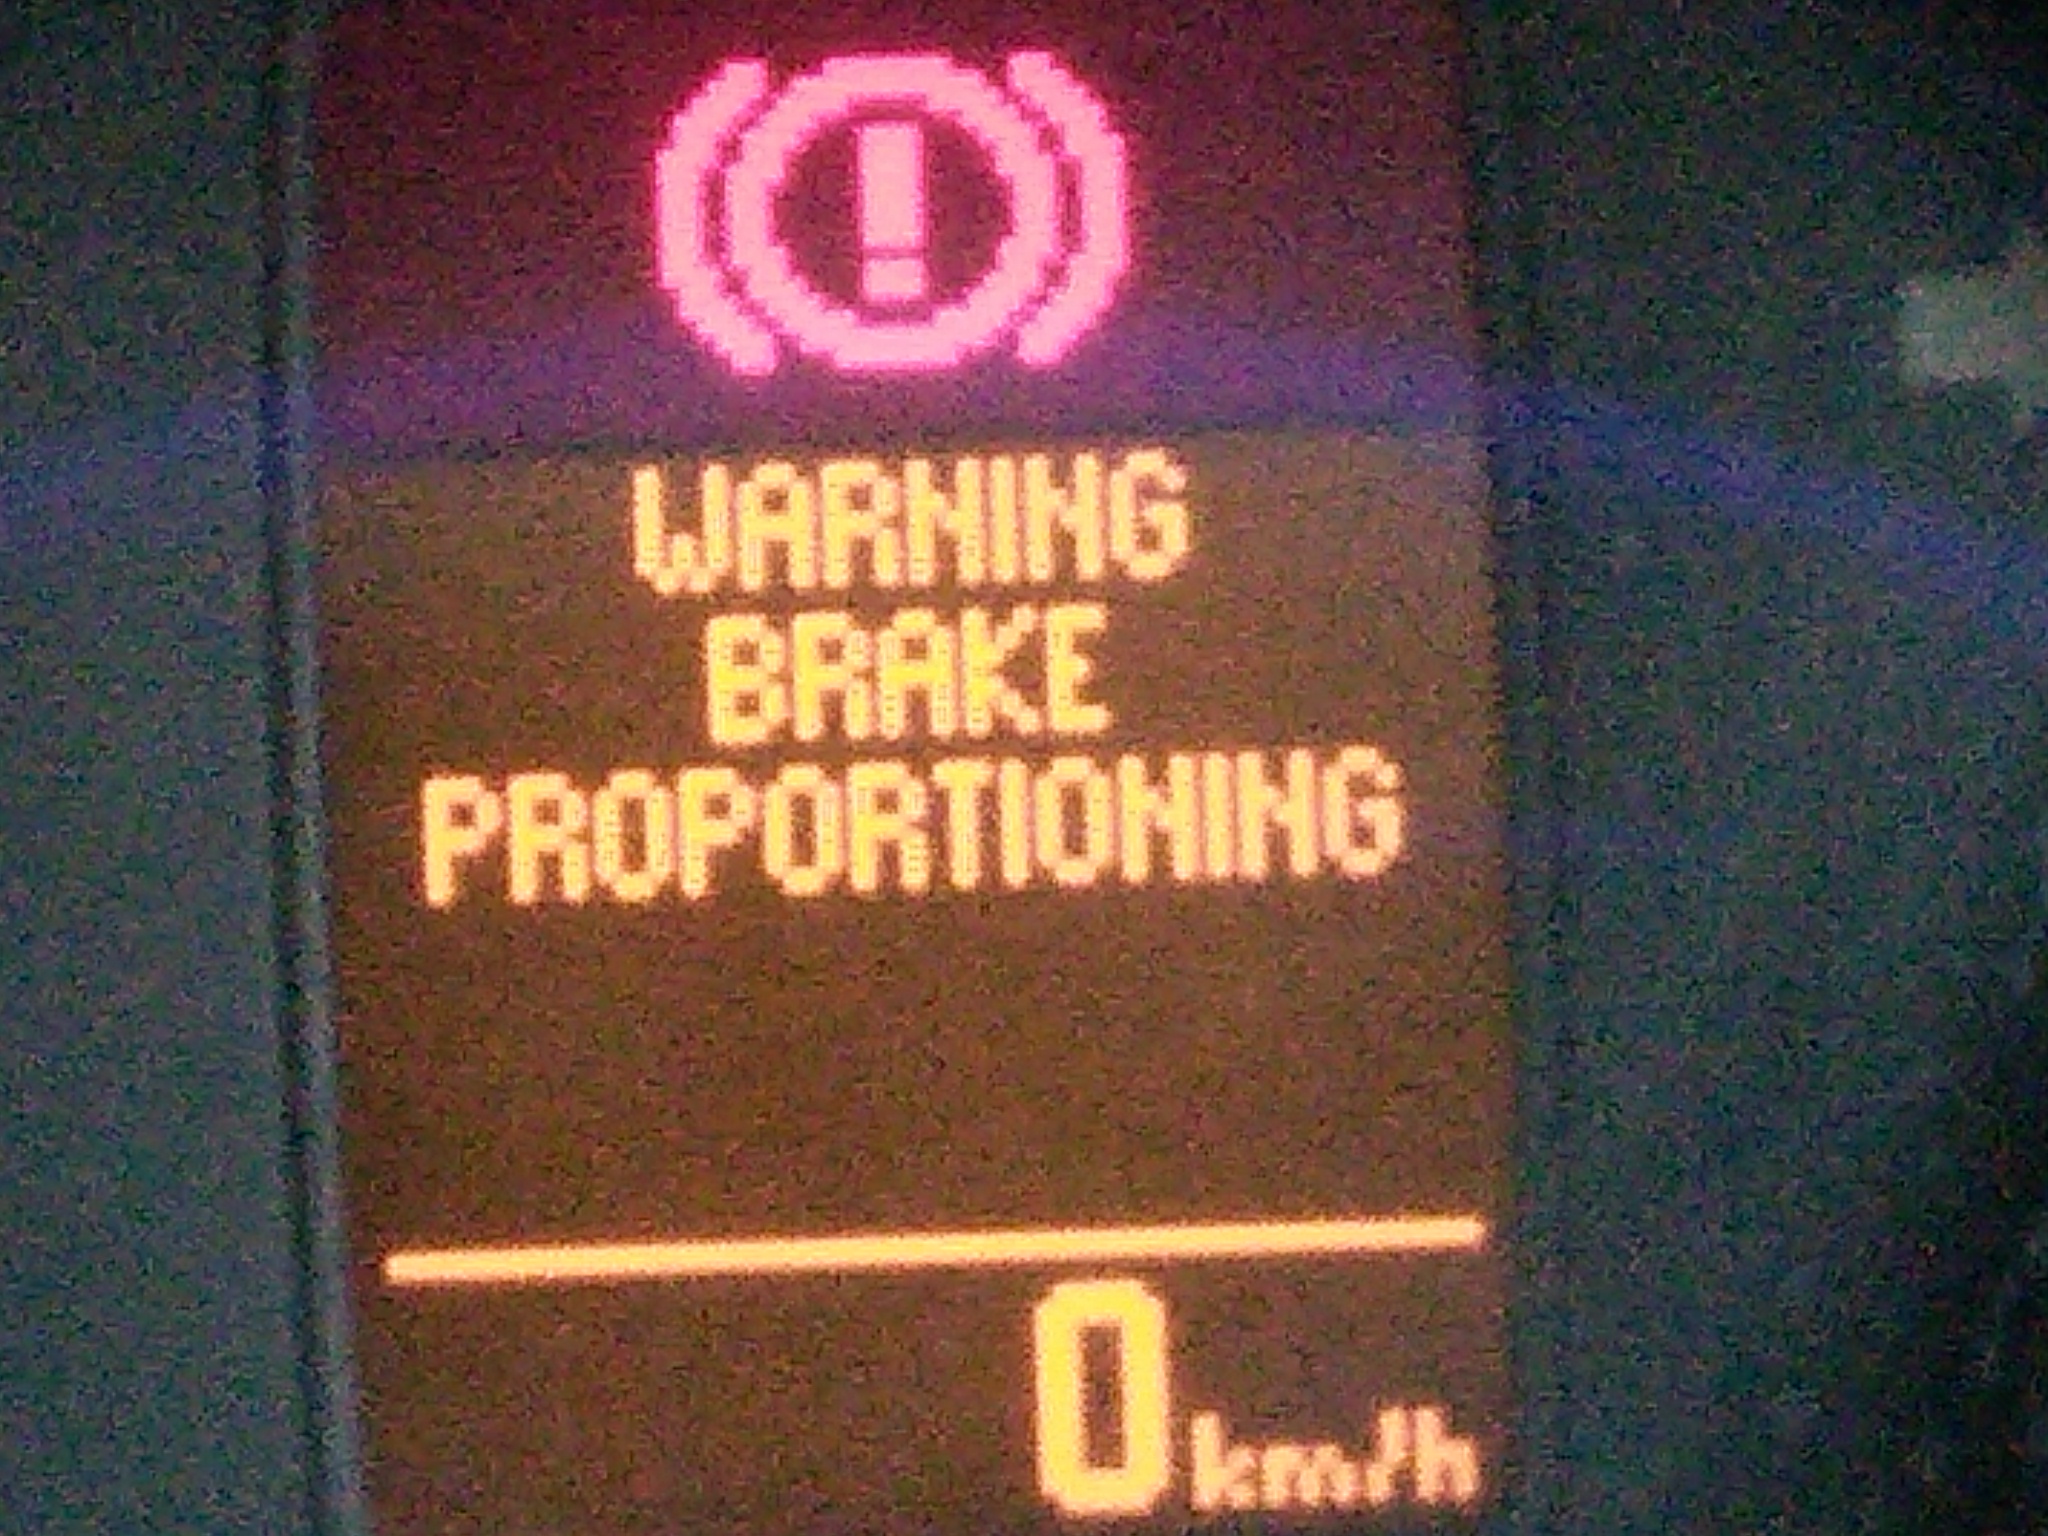 WARNING
BRAKE
PROPORTIONING
0 km/h